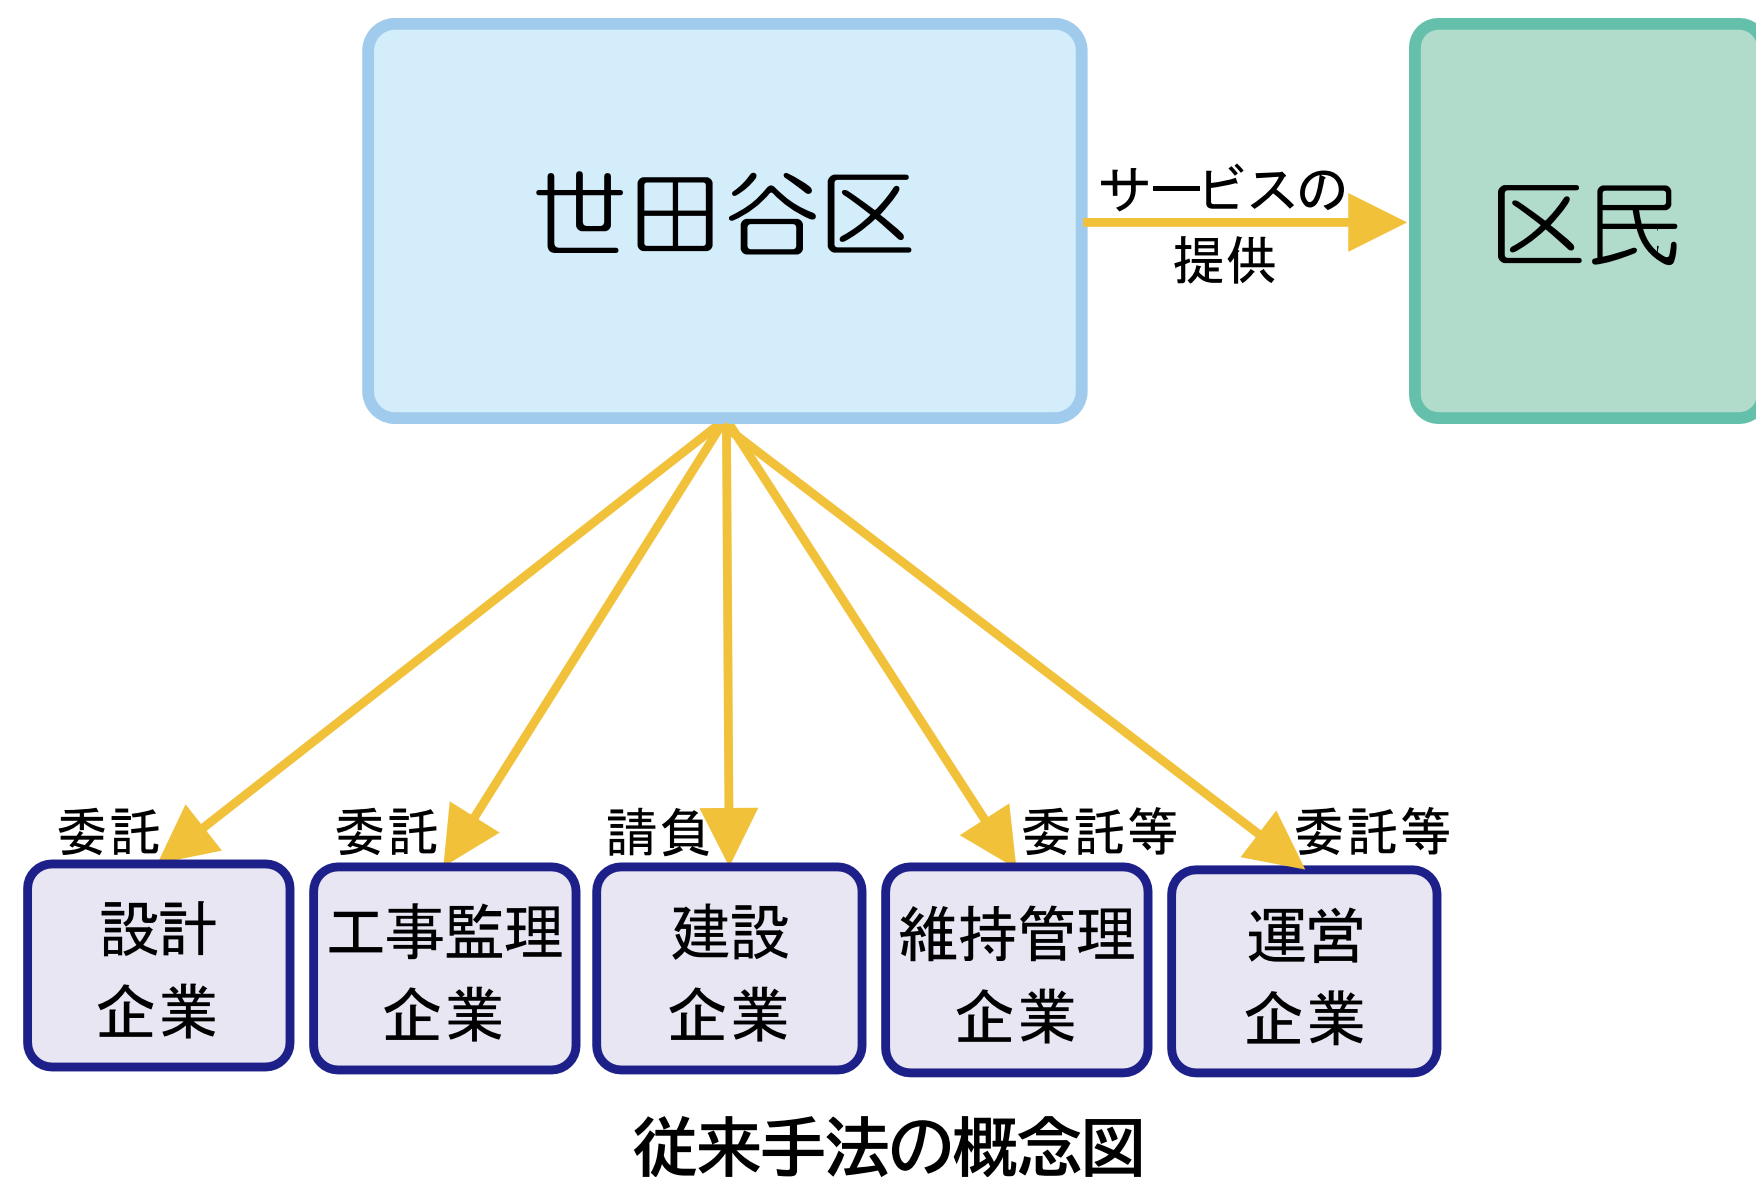 世田谷区
サービスの
提供
区民
委託
委託
請負
委託等
委託等
設計
企業
工事監理
企業
建設
企業
維持管理
企業
運営
企業
従来手法の概念図